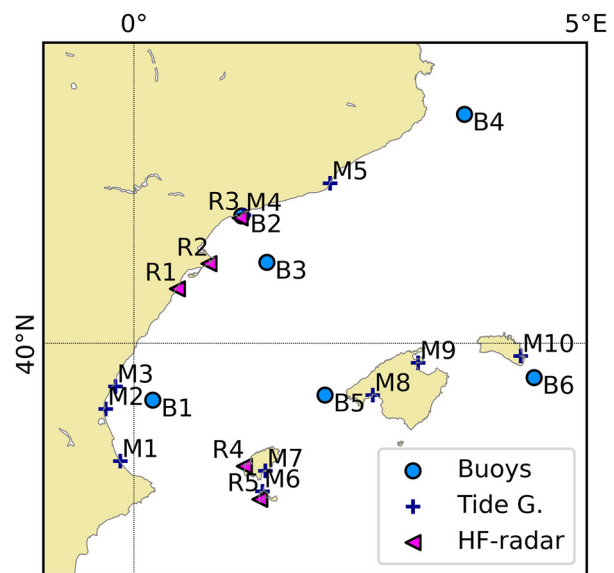 0°
5°E
B4
M5
R3 M4
B2
R2
B3
R1
40°N
M10
M9
M3
M8
B6
M2
B1
B5
M1
R4
M7
R5 M6
Buoys
Tide G.
HF-radar